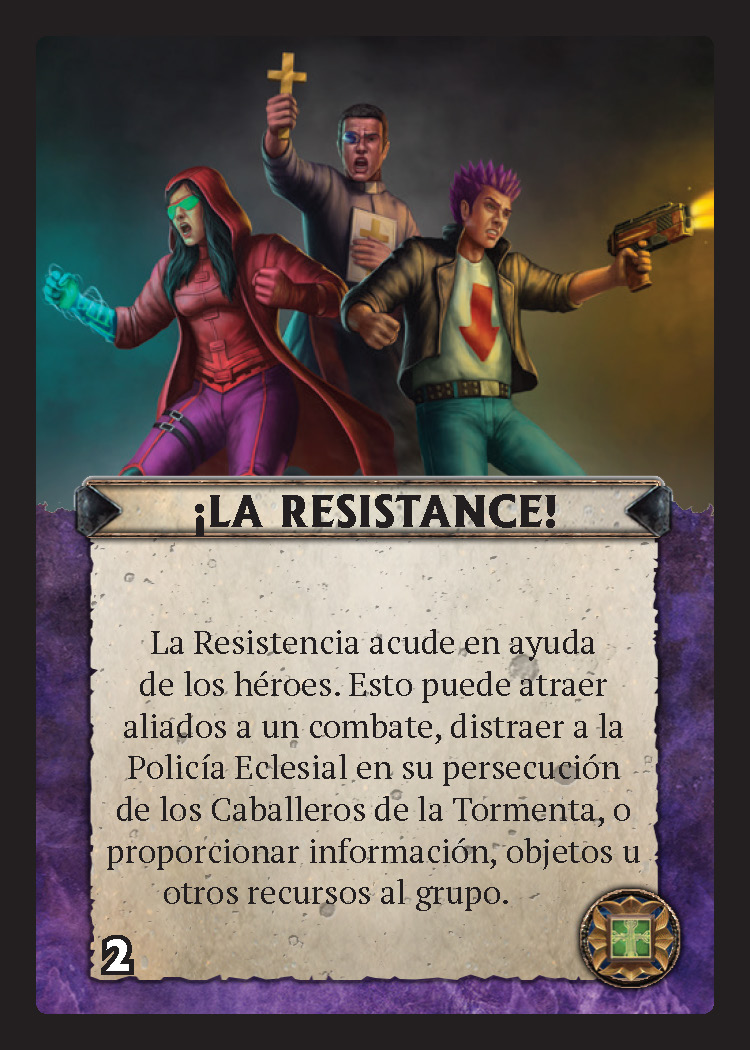 ¡LA RESISTANCE!
La Resistencia acude en ayuda
de los héroes. Esto puede atraer
aliados a un combate, distraer a la
Policía Eclesial en su persecución
de los Caballeros de la Tormenta, o
proporcionar información, objetos u
otros recursos al grupo.
2